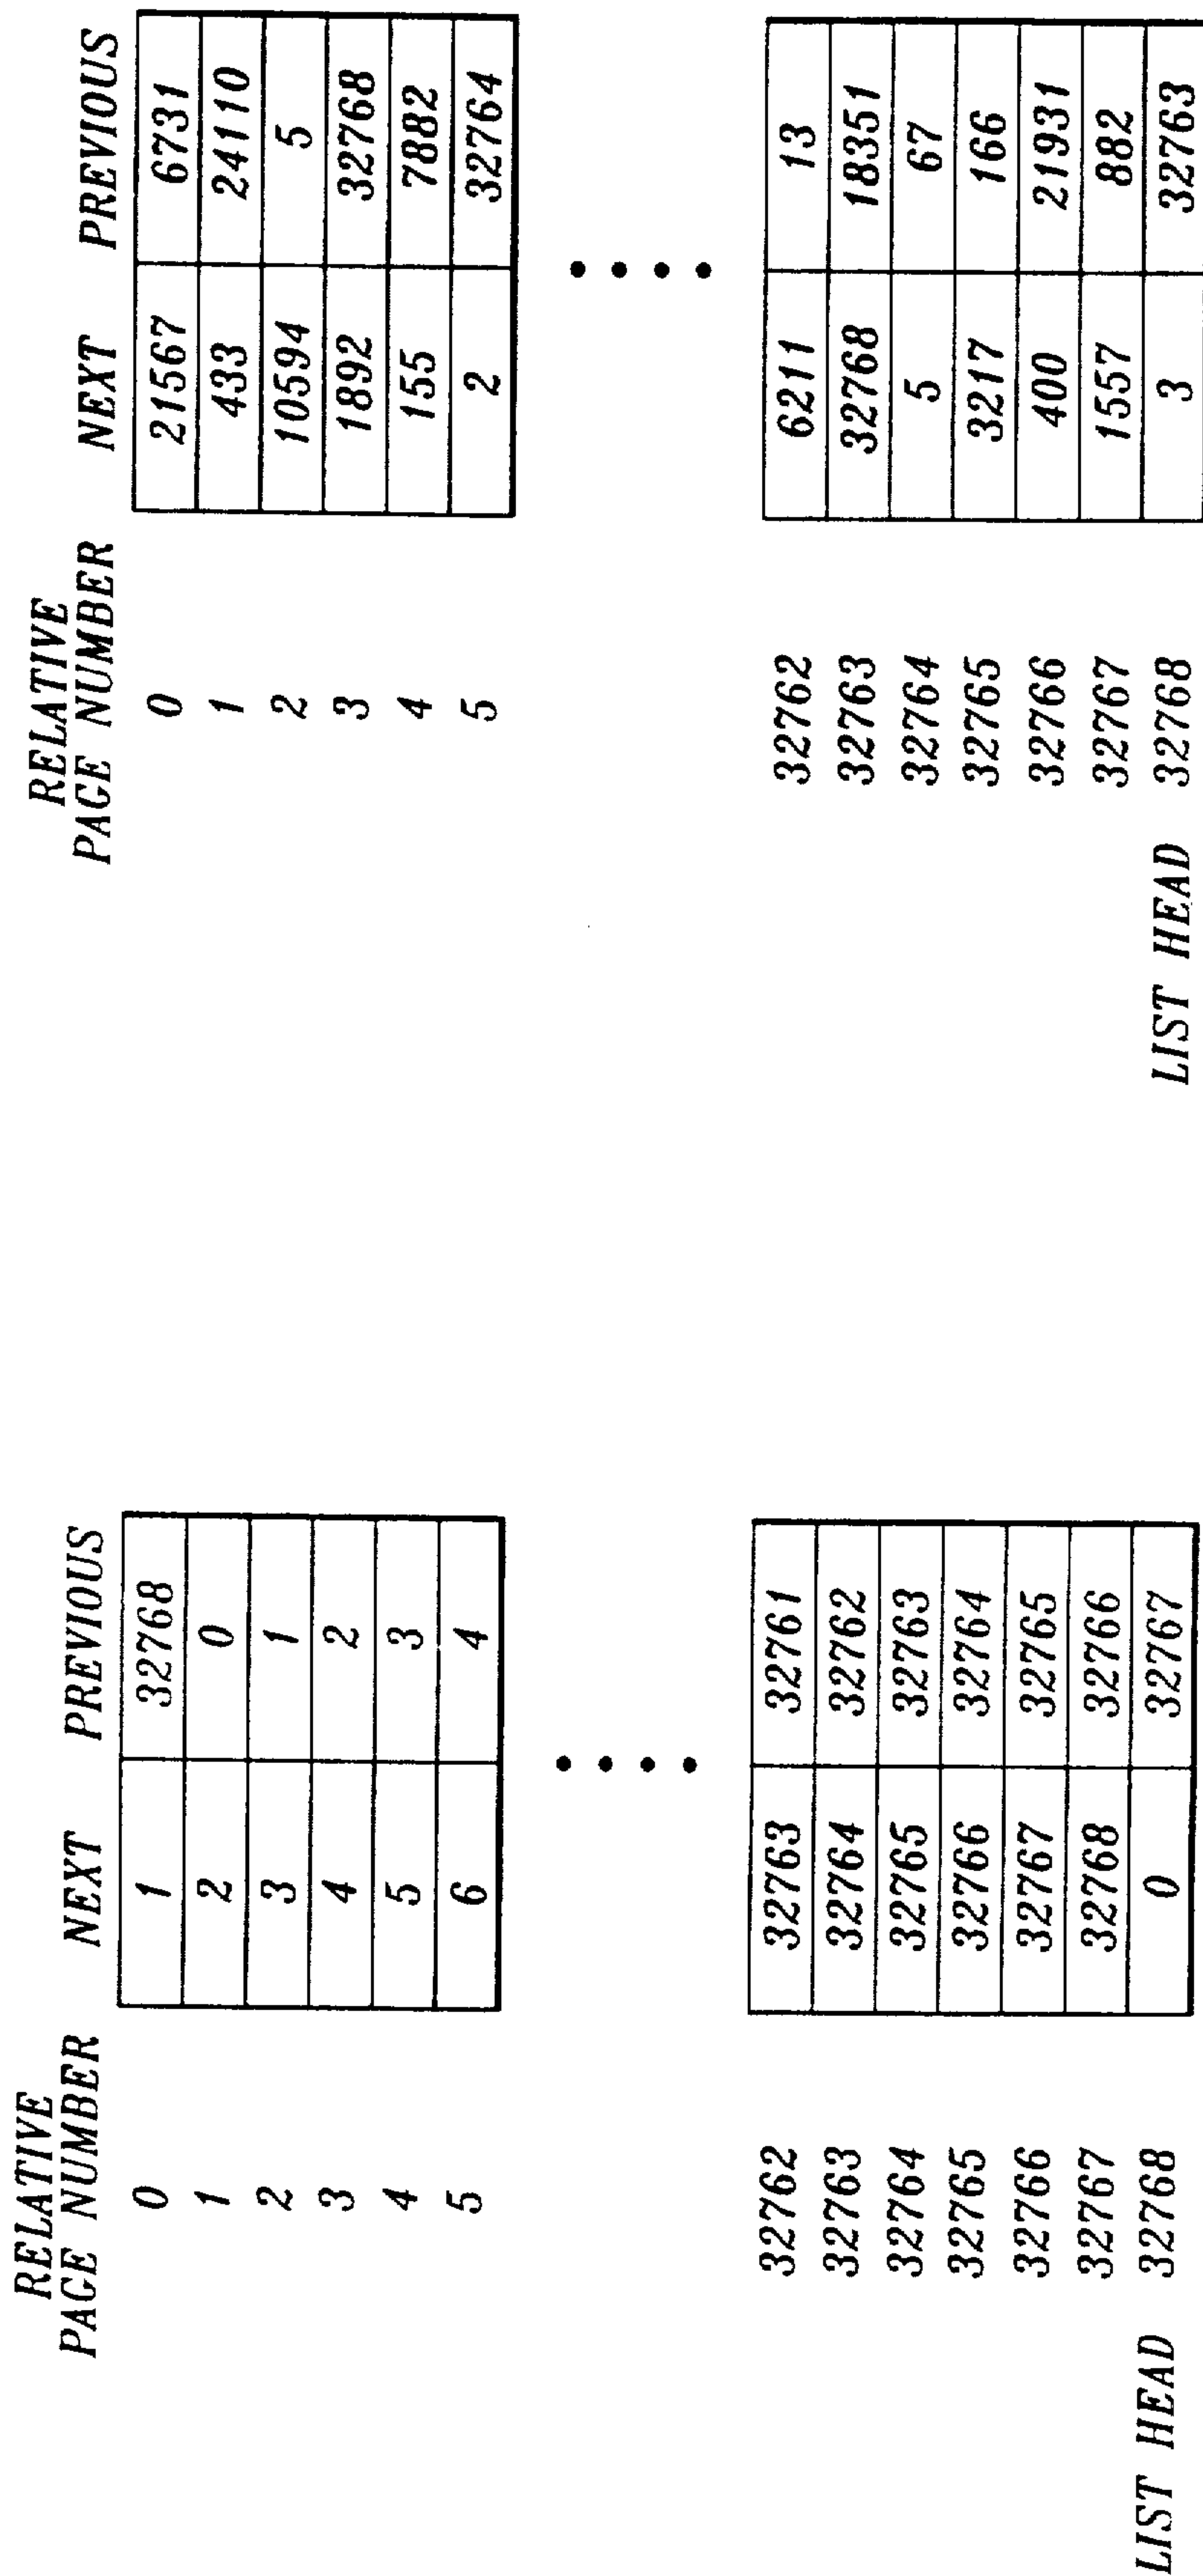 RELATIVE
PAGE NUMBER NEXT PREVIOUS
0 1 32768
1 2 0
2 3 1
3 4 2
4 5 3
5 6 4
32762 32763 32761
32763 32764 32762
32764 32765 32763
32765 32766 32764
32766 32767 32765
32767 32768 32766
LIST HEAD 32768 0 32767
RELATIVE
PAGE NUMBER NEXT PREVIOUS
0 21567 6731
1 433 24110
2 10594 5
3 1892 32768
4 155 7882
5 2 32764
32762 6211 13
32763 32768 18351
32764 5 67
32765 3217 166
32766 400 21931
32767 1557 882
LIST HEAD 32768 3 32763